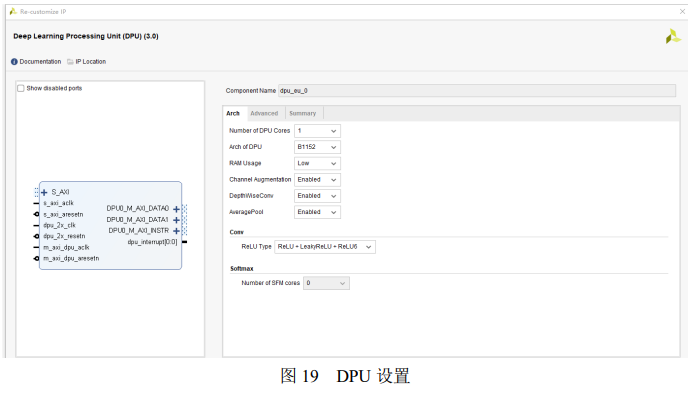 Re-customize IP
Deep Learning Processing Unit (DPU) (3.0)
Documentation IP Location
Show disabled ports
S_AXI
s_axi_aclk
s_axi_aresetn
dpu_2x_clk
dpu_2x_resetn
m_axi_dpu_aclk
m_axi_dpu_aresetn
DPU0_M_AXI_DATA0
DPU0_M_AXI_DATA1
DPU0_M_AXI_INSTR
dpu_interrupt[0:0]
Component Name dpu_eu_0
Arch Advanced Summary
Number of DPU Cores 1
Arch of DPU B1152
RAM Usage Low
Channel Augmentation Enabled
DepthWiseConv Enabled
AveragePool Enabled
Conv
ReLU Type ReLU + LeakyReLU + ReLU6
Softmax
Number of SFM cores 0
图 19 DPU 设置